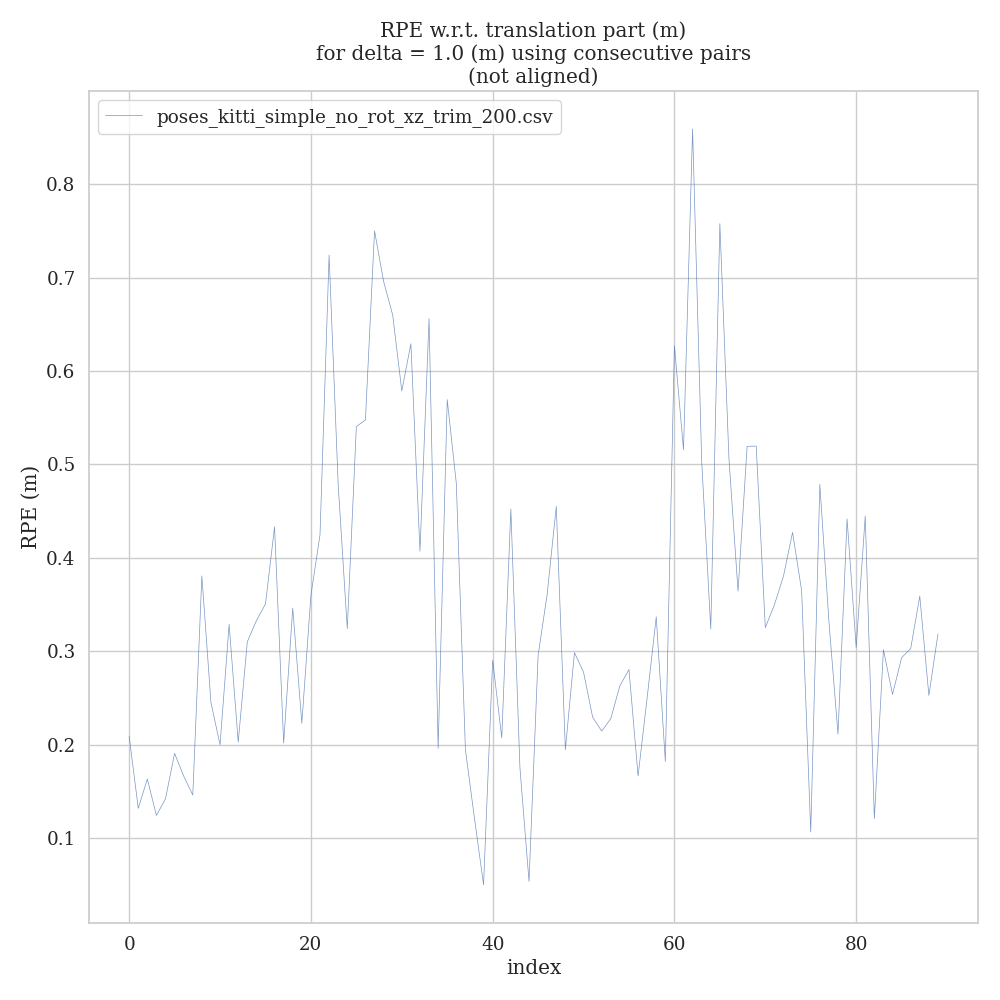 RPE w.r.t. translation part (m)
for delta = 1.0 (m) using consecutive pairs
(not aligned)
poses_kitti_simple_no_rot_xz_trim_200.csv
RPE (m)
0.8
0.7
0.6
0.5
0.4
0.3
0.2
0.1
0 20 40 60 80
index